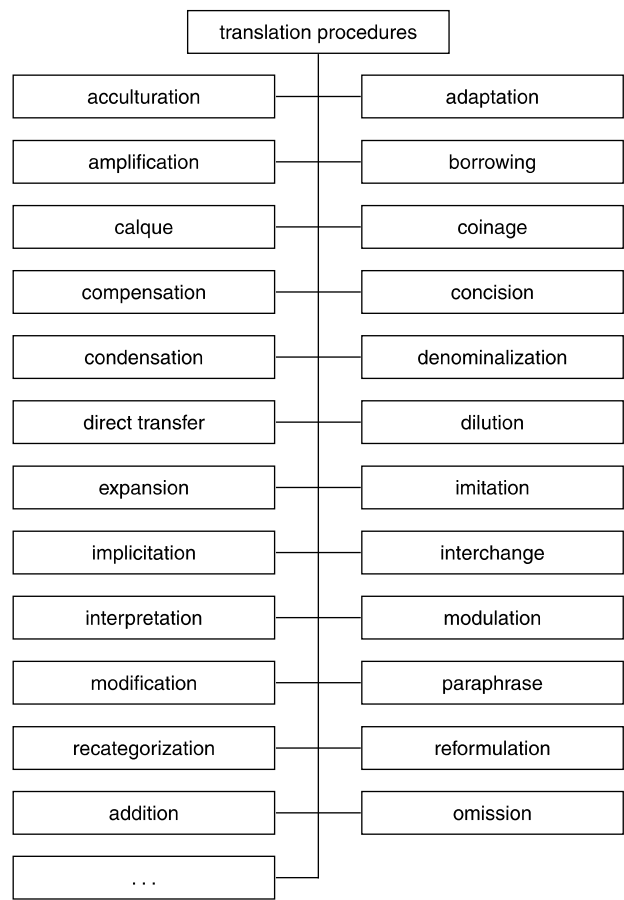 translation procedures
acculturation
adaptation
amplification
borrowing
calque
coinage
compensation
concision
condensation
denominalization
direct transfer
dilution
expansion
imitation
implicitation
interchange
interpretation
modulation
modification
paraphrase
recategorization
reformulation
addition
omission
. . .